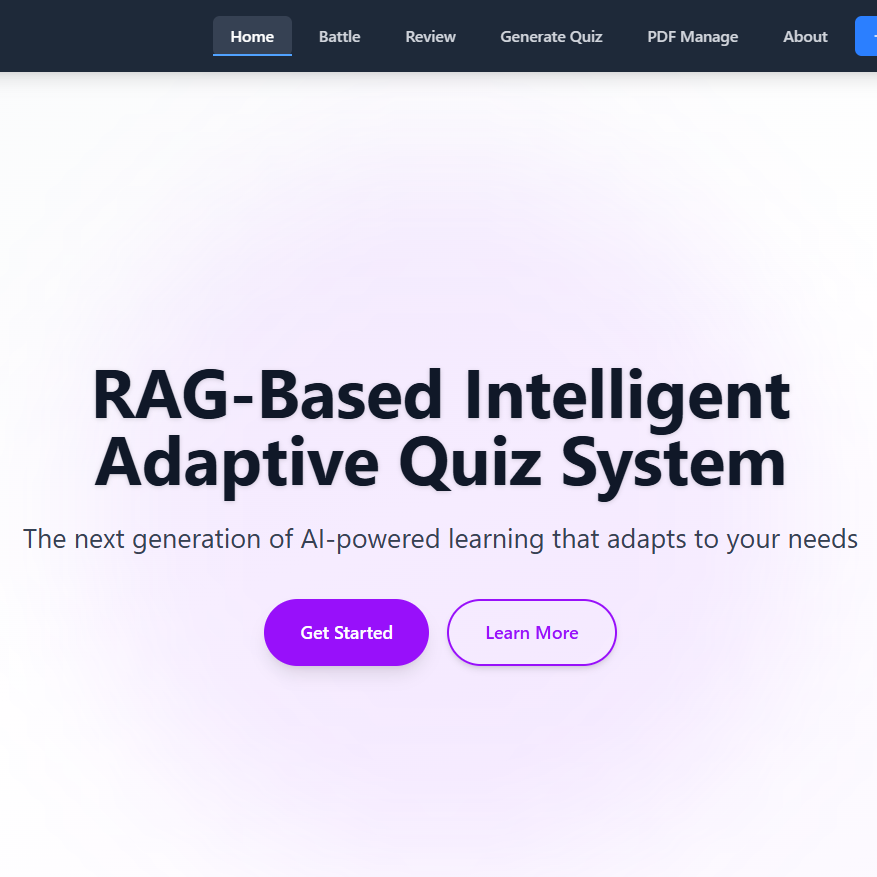 Home Battle Review Generate Quiz PDF Manage About
RAG-Based Intelligent
Adaptive Quiz System
The next generation of AI-powered learning that adapts to your needs
Get Started Learn More